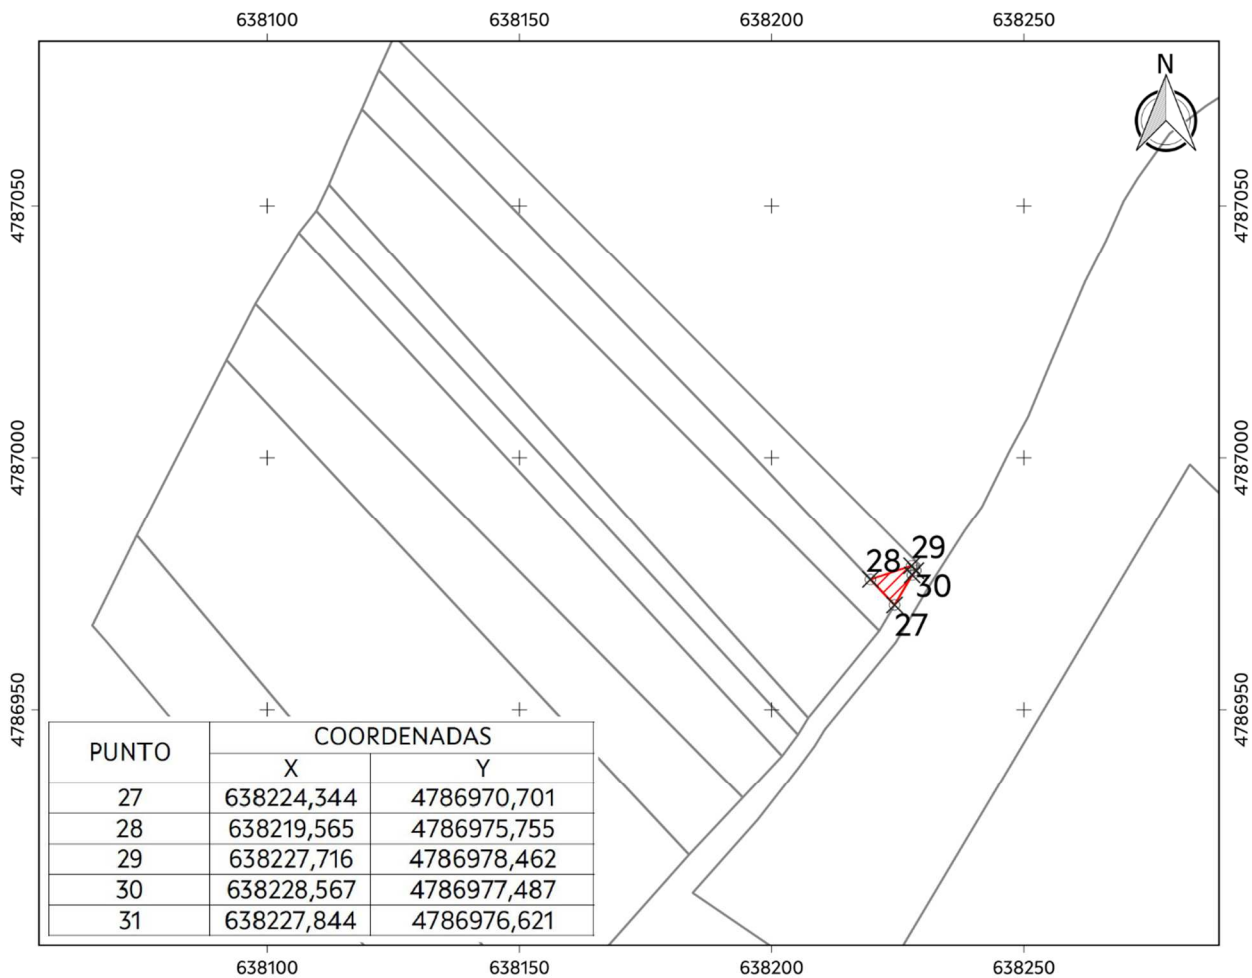 638100 638150 638200 638250
N
4787050 4787050
4787000 4787000
29
28
30
27
4786950 4786950
COORDENADAS
PUNTO
X Y
27 638224,344 4786970,701
28 638219,565 4786975,755
29 638227,716 4786978,462
30 638228,567 4786977,487
31 638227,844 4786976,621
638100 638150 638200 638250